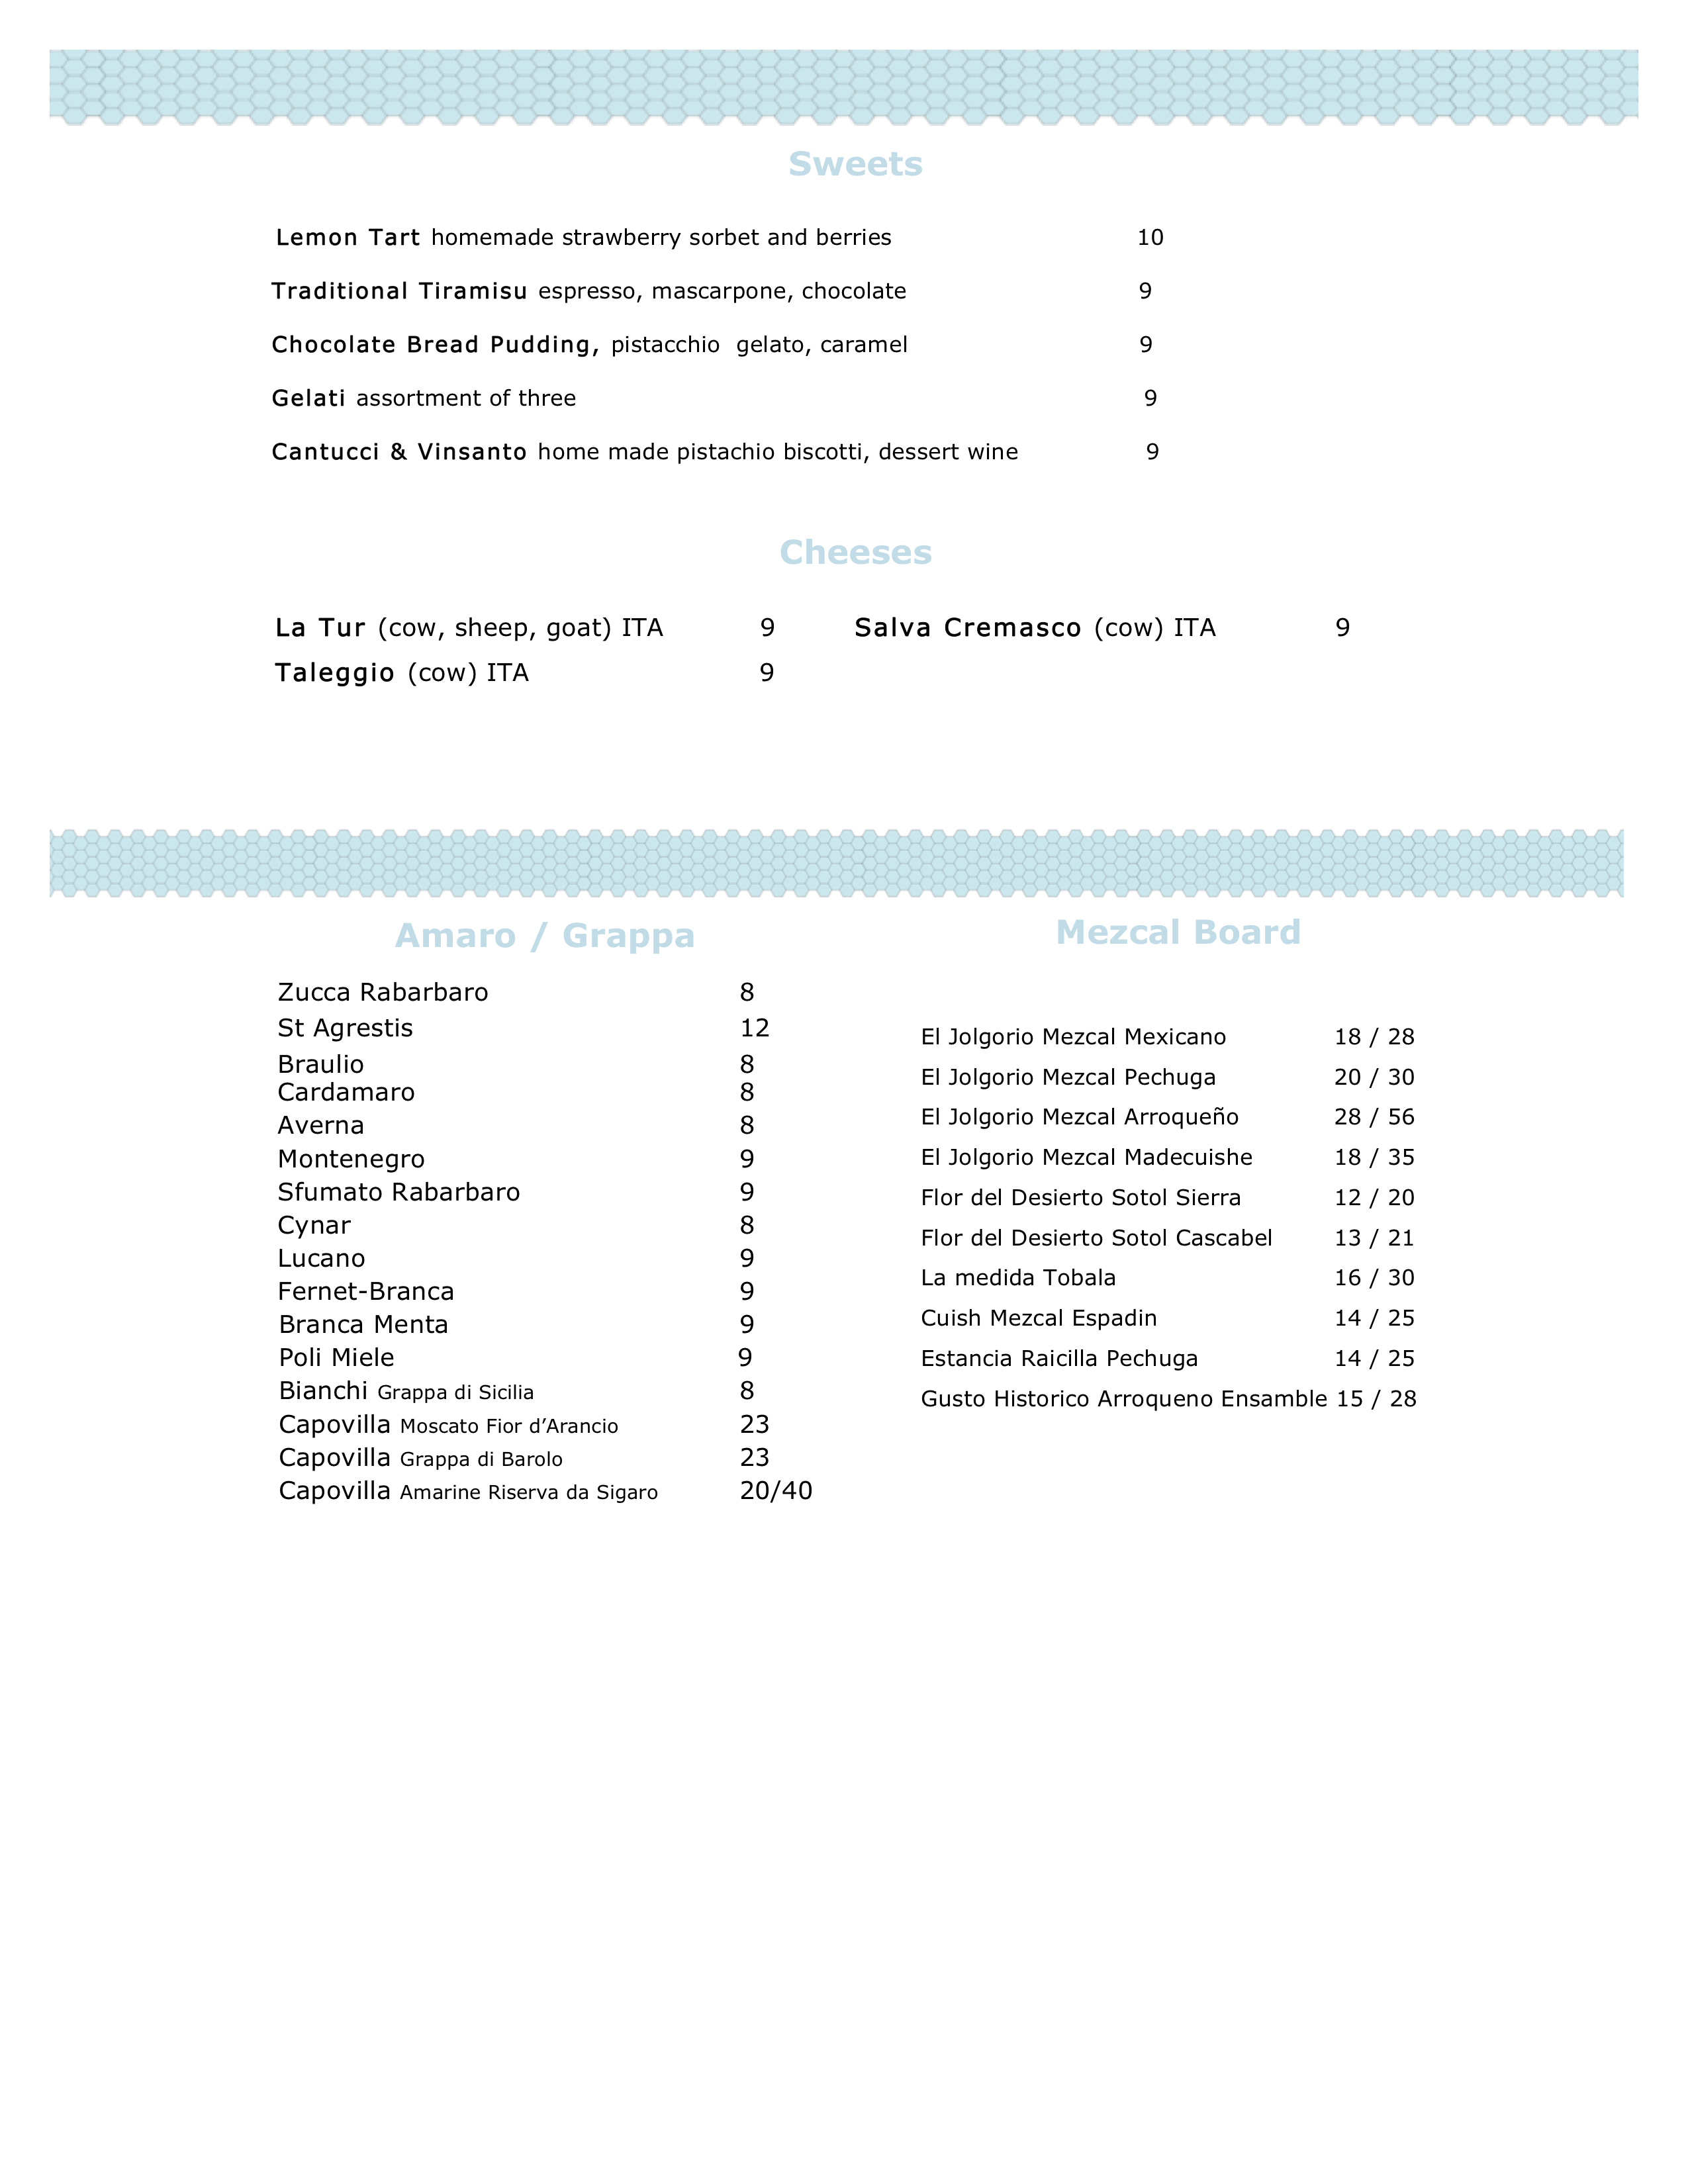 Sweets
Lemon Tart homemade strawberry sorbet and berries 10
Traditional Tiramisu espresso, mascarpone, chocolate 9
Chocolate Bread Pudding, pistacchio gelato, caramel 9
Gelati assortment of three 9
Cantucci & Vinsanto home made pistachio biscotti, dessert wine 9
Cheeses
La Tur (cow, sheep, goat) ITA 9 Salva Cremasco (cow) ITA 9
Taleggio (cow) ITA 9
Amaro / Grappa
Zucca Rabarbaro 8
St Agrestis 12
Braulio 8
Cardamaro 8
Averna 8
Montenegro 9
Sfumato Rabarbaro 9
Cynar 8
Lucano 9
Fernet-Branca 9
Branca Menta 9
Poli Miele 9
Bianchi Grappa di Sicilia 8
Capovilla Moscato Fior d’Arancio 23
Capovilla Grappa di Barolo 23
Capovilla Amarine Riserva da Sigaro 20/40
Mezcal Board
El Jolgorio Mezcal Mexicano 18 / 28
El Jolgorio Mezcal Pechuga 20 / 30
El Jolgorio Mezcal Arroqueño 28 / 56
El Jolgorio Mezcal Madecuishe 18 / 35
Flor del Desierto Sotol Sierra 12 / 20
Flor del Desierto Sotol Cascabel 13 / 21
La medida Tobala 16 / 30
Cuish Mezcal Espadin 14 / 25
Estancia Raicilla Pechuga 14 / 25
Gusto Historico Arroqueno Ensamble 15 / 28